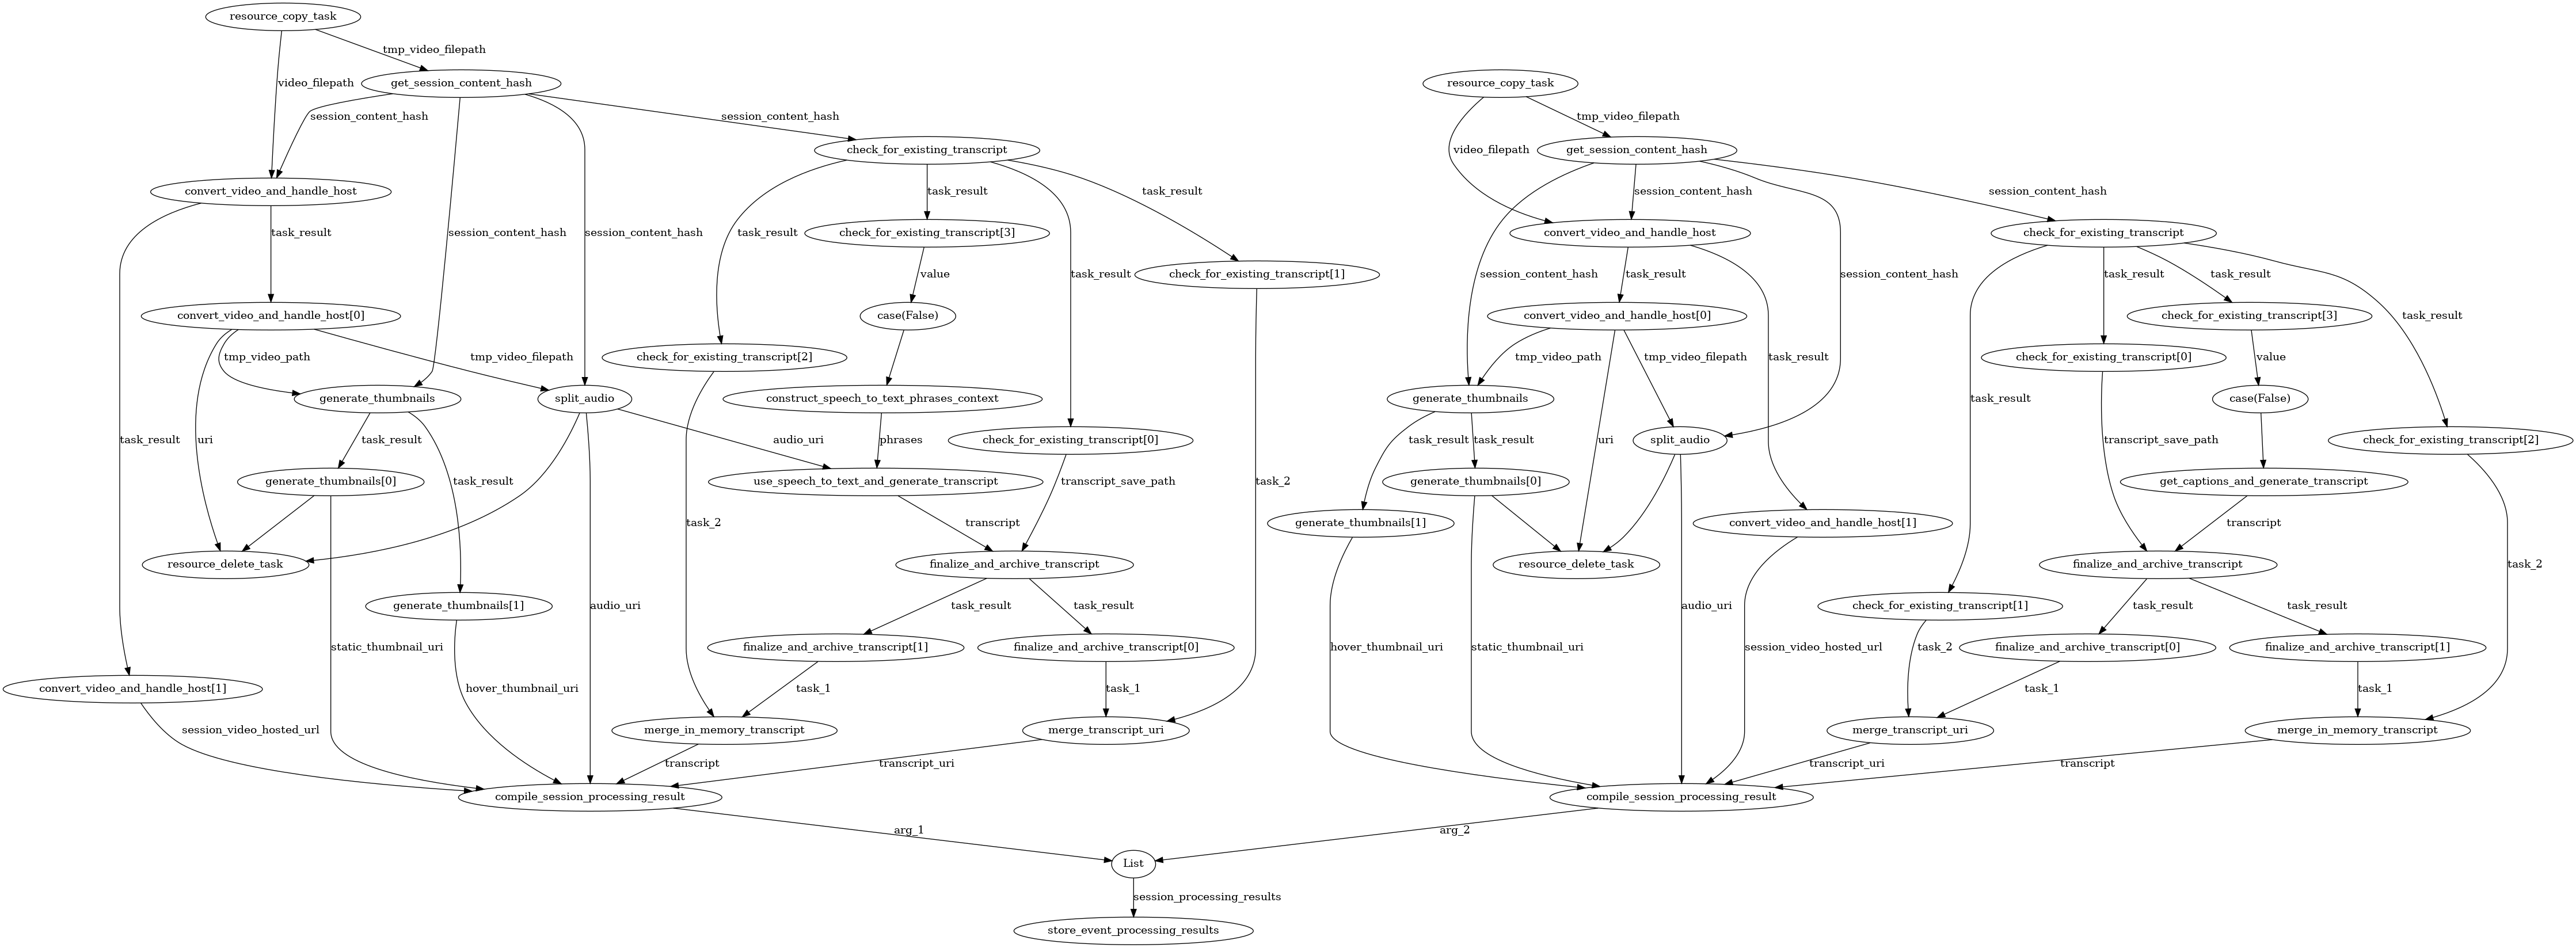 resource_copy_task
tmp_video_filepath
video_filepath
get_session_content_hash
resource_copy_task
session_content_hash
session_content_hash
tmp_video_filepath
check_for_existing_transcript
get_session_content_hash
video_filepath
convert_video_and_handle_host
task_result
task_result
session_content_hash
session_content_hash
task_result
session_content_hash
session_content_hash
task_result
check_for_existing_transcript[3]
convert_video_and_handle_host
check_for_existing_transcript
value
task_result
check_for_existing_transcript[1]
session_content_hash
task_result
session_content_hash
task_result
task_result
convert_video_and_handle_host[0]
case(False)
convert_video_and_handle_host[0]
check_for_existing_transcript[3]
task_result
tmp_video_path
tmp_video_filepath
check_for_existing_transcript[2]
tmp_video_path
tmp_video_filepath
task_result
check_for_existing_transcript[0]
value
generate_thumbnails
split_audio
construct_speech_to_text_phrases_context
generate_thumbnails
task_result
case(False)
task_result
uri
task_result
audio_uri
phrases
check_for_existing_transcript[0]
task_result
task_result
uri
split_audio
transcript_save_path
check_for_existing_transcript[2]
generate_thumbnails[0]
task_result
use_speech_to_text_and_generate_transcript
transcript_save_path
task_2
generate_thumbnails[0]
get_captions_and_generate_transcript
task_2
transcript
generate_thumbnails[1]
convert_video_and_handle_host[1]
transcript
resource_delete_task
finalize_and_archive_transcript
resource_delete_task
finalize_and_archive_transcript
task_2
generate_thumbnails[1]
audio_uri
task_result
task_result
audio_uri
check_for_existing_transcript[1]
task_result
task_result
static_thumbnail_uri
finalize_and_archive_transcript[1]
finalize_and_archive_transcript[0]
hover_thumbnail_uri
static_thumbnail_uri
session_video_hosted_url
task_2
finalize_and_archive_transcript[0]
finalize_and_archive_transcript[1]
convert_video_and_handle_host[1]
hover_thumbnail_uri
task_1
task_1
task_1
task_1
session_video_hosted_url
merge_in_memory_transcript
merge_transcript_uri
merge_transcript_uri
merge_in_memory_transcript
transcript
transcript_uri
transcript_uri
transcript
compile_session_processing_result
compile_session_processing_result
arg_1
arg_2
List
session_processing_results
store_event_processing_results